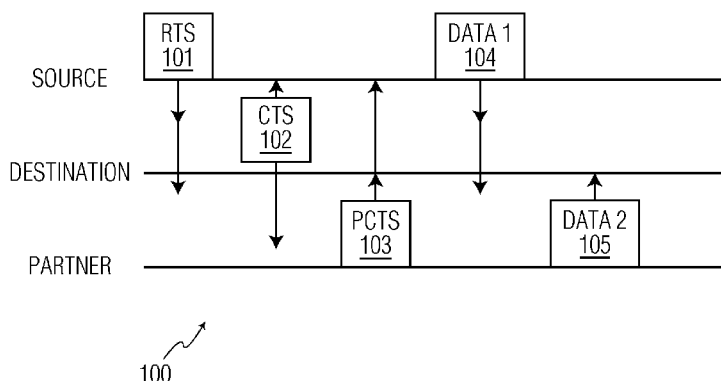 RTS
101
DATA 1
104
SOURCE
CTS
102
DESTINATION
PCTS
103
DATA 2
105
PARTNER
100